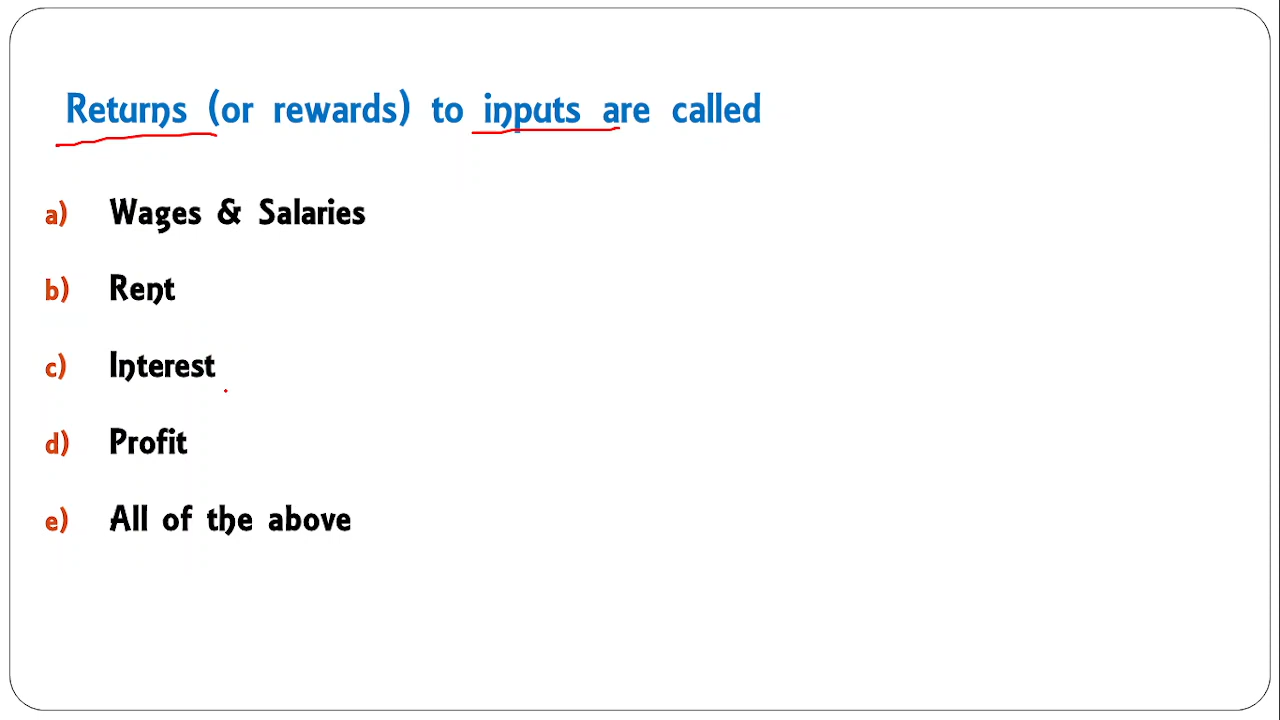 Returns (or rewards) to inputs are called
a) Wages & Salaries
b) Rent
c) Interest
d) Profit
e) All of the above